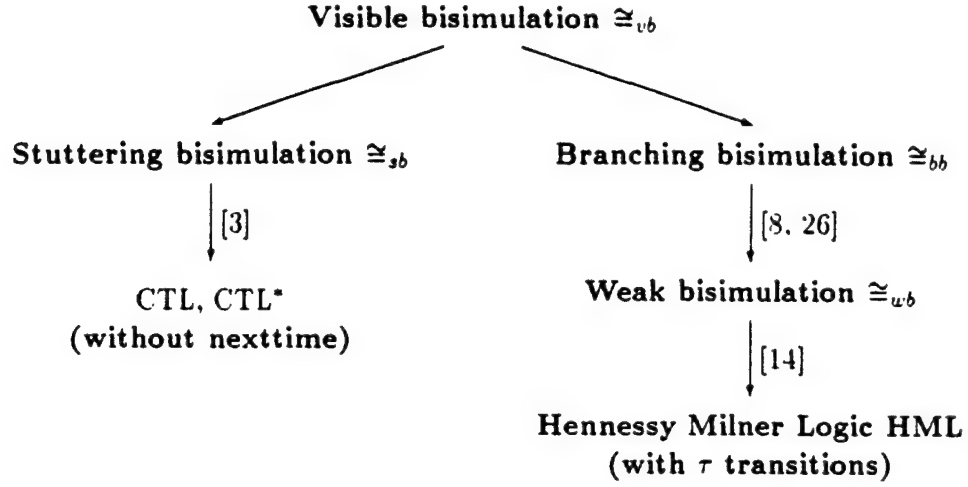 Visible bisimulation ≅vb
Stuttering bisimulation ≅sb Branching bisimulation ≅bb
[3] [8, 26]
CTL, CTL* Weak bisimulation ≅wb
(without nexttime)
[14]
Hennessy Milner Logic HML
(with τ transitions)